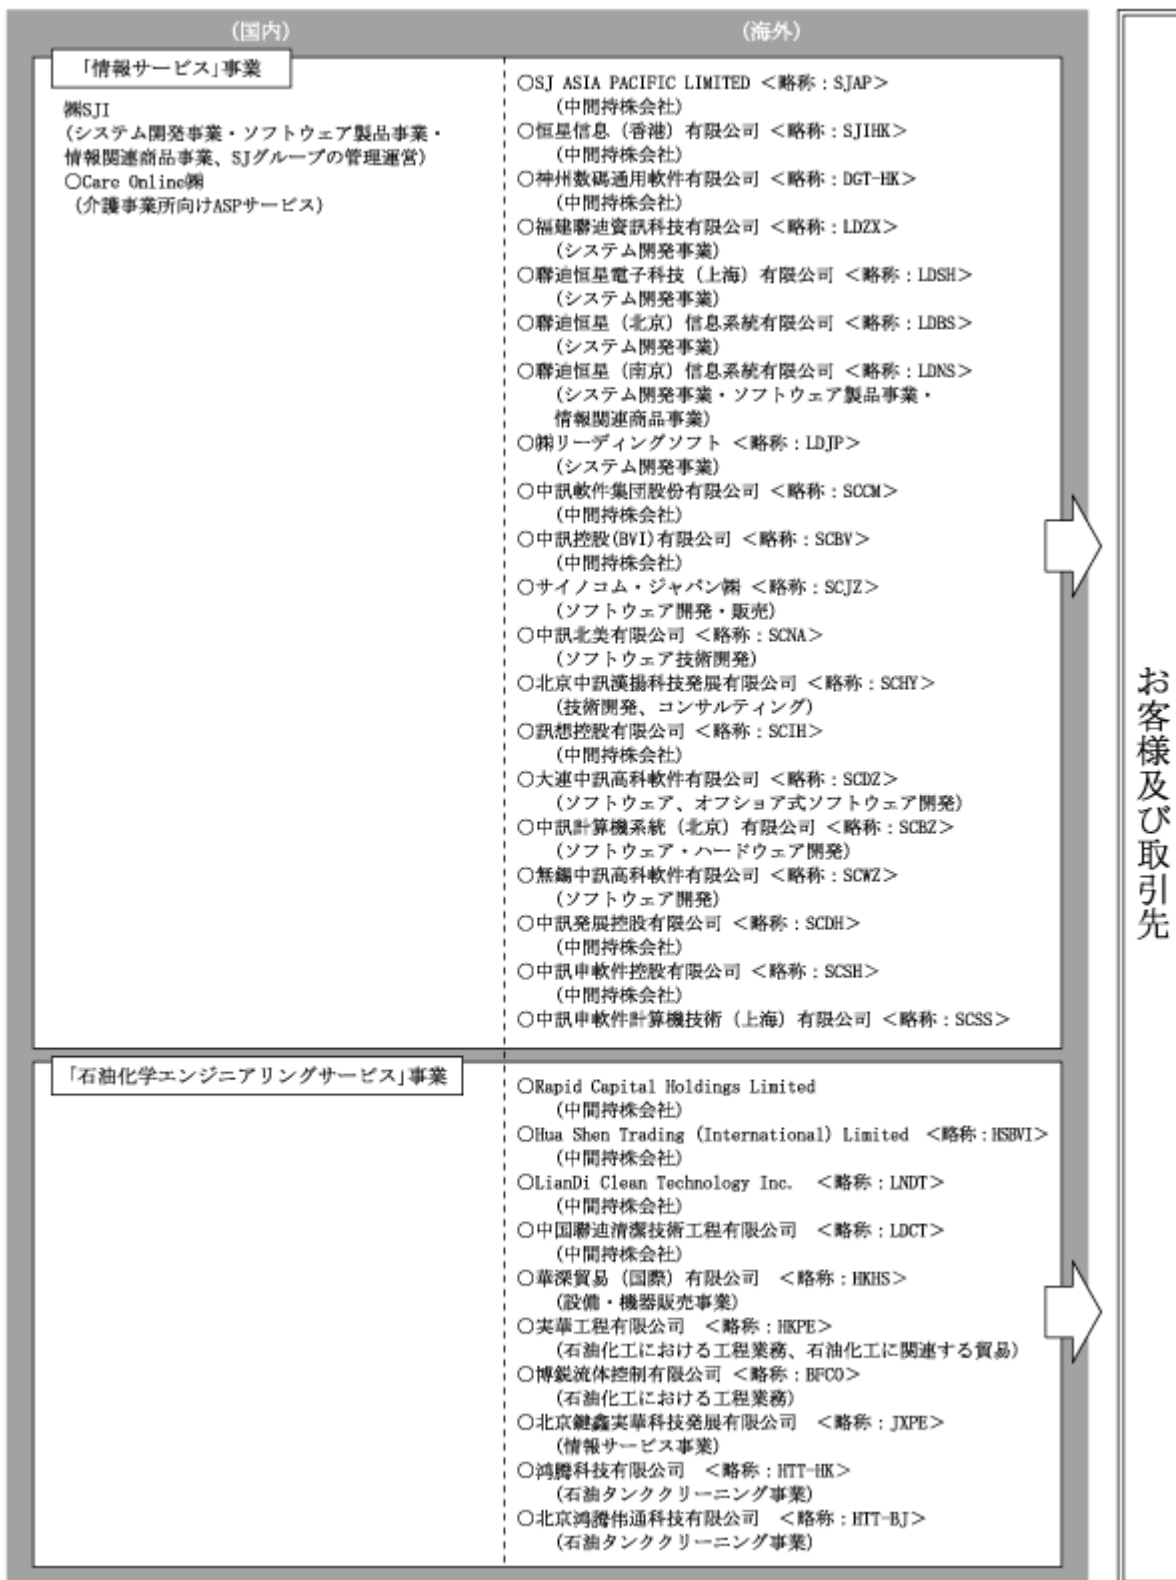 (国内)
(海外)
「情報サービス」事業
㈱SJI
(システム開発事業・ソフトウェア製品事業・
情報関連商品事業、SJグループの管理運営)
○Care Online㈱
(介護事業所向けASPサービス)
○SJ ASIA PACIFIC LIMITED <略称：SJAP>
(中間持株会社)
○恒星信息（香港）有限公司 <略称：SJIHK>
(中間持株会社)
○神州数碼通用軟件有限公司 <略称：DGT-HK>
(中間持株会社)
○福建聯迪資訊科技有限公司 <略称：LDZX>
(システム開発事業)
○聯迪恒星電子科技（上海）有限公司 <略称：LDSH>
(システム開発事業)
○聯迪恒星（北京）信息系統有限公司 <略称：LDBS>
(システム開発事業)
○聯迪恒星（南京）信息系統有限公司 <略称：LDNS>
(システム開発事業・ソフトウェア製品事業・
情報関連商品事業)
○㈱リーディングソフト <略称：LDJP>
(システム開発事業)
○中訊軟件集団股份有限公司 <略称：SCCM>
(中間持株会社)
○中訊控股(BVI)有限公司 <略称：SCBV>
(中間持株会社)
○サイノコム・ジャパン㈱ <略称：SCJZ>
(ソフトウェア開発・販売)
○中訊北美有限公司 <略称：SCNA>
(ソフトウェア技術開発)
○北京中訊漢揚科技発展有限公司 <略称：SCHY>
(技術開発、コンサルティング)
○訊想控股有限公司 <略称：SCIH>
(中間持株会社)
○大連中訊高科軟件有限公司 <略称：SCDZ>
(ソフトウェア、オフショア式ソフトウェア開発)
○中訊計算機系統（北京）有限公司 <略称：SCBZ>
(ソフトウェア・ハードウェア開発)
○無錫中訊高科軟件有限公司 <略称：SCWZ>
(ソフトウェア開発)
○中訊発展控股有限公司 <略称：SCDH>
(中間持株会社)
○中訊申軟件控股有限公司 <略称：SCSH>
(中間持株会社)
○中訊申軟件計算機技術（上海）有限公司 <略称：SCSS>
「石油化学エンジニアリングサービス」事業
○Rapid Capital Holdings Limited
(中間持株会社)
○Hua Shen Trading (International) Limited <略称：HSBVI>
(中間持株会社)
○LianDi Clean Technology Inc. <略称：LNDT>
(中間持株会社)
○中国聯迪清潔技術工程有限公司 <略称：LDCT>
(中間持株会社)
○華深貿易（国際）有限公司 <略称：HKHS>
(設備・機器販売事業)
○実華工程有限公司 <略称：HKPE>
(石油化工における工程業務、石油化工に関連する貿易)
○博鋭流体控制有限公司 <略称：BFCO>
(石油化工における工程業務)
○北京鍵鑫実華科技発展有限公司 <略称：JXPE>
(情報サービス事業)
○鴻騰科技有限公司 <略称：HTT-HK>
(石油タンククリーニング事業)
○北京鴻騰偉通科技有限公司 <略称：HTT-BJ>
(石油タンククリーニング事業)
お客様及び取引先